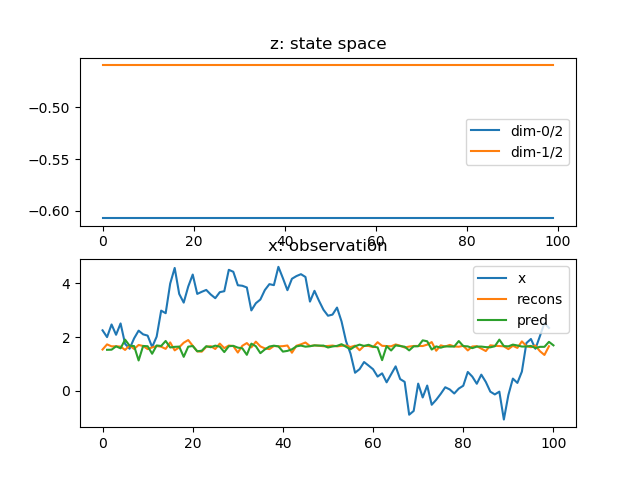 z: state space
−0.50
−0.55
−0.60
dim-0/2
dim-1/2
0 20 40 60 80 100
x: observation
4
2
0
x
recons
pred
0 20 40 60 80 100